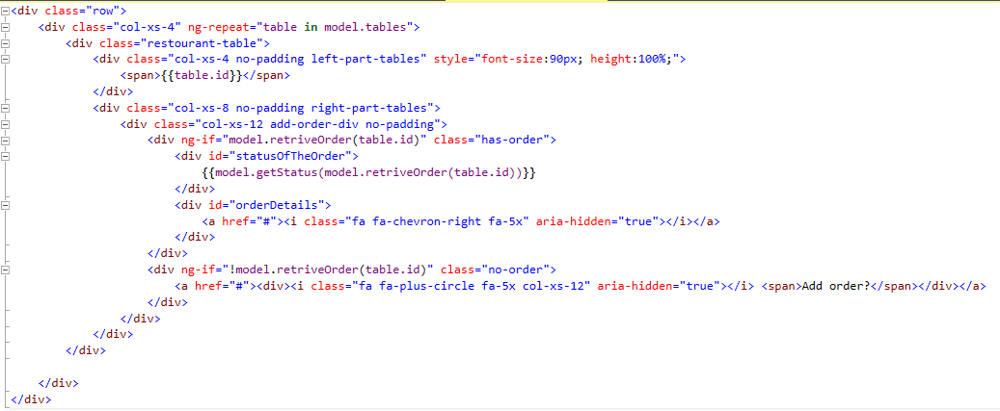 <div class="row">
<div class="col-xs-4" ng-repeat="table in model.tables">
<div class="restourant-table">
<div class="col-xs-4 no-padding left-part-tables" style="font-size:90px; height:100%;">
<span>{{table.id}}</span>
</div>
<div class="col-xs-8 no-padding right-part-tables">
<div class="col-xs-12 add-order-div no-padding">
<div ng-if="model.retriveOrder(table.id)" class="has-order">
<div id="statusOfTheOrder">
{{model.getStatus(model.retriveOrder(table.id))}}
</div>
<div id="orderDetails">
<a href="#"><i class="fa fa-chevron-right fa-5x" aria-hidden="true"></i></a>
</div>
</div>
<div ng-if="!model.retriveOrder(table.id)" class="no-order">
<a href="#"><div><i class="fa fa-plus-circle fa-5x col-xs-12" aria-hidden="true"></i> <span>Add order?</span></div></a>
</div>
</div>
</div>
</div>
</div>
</div>